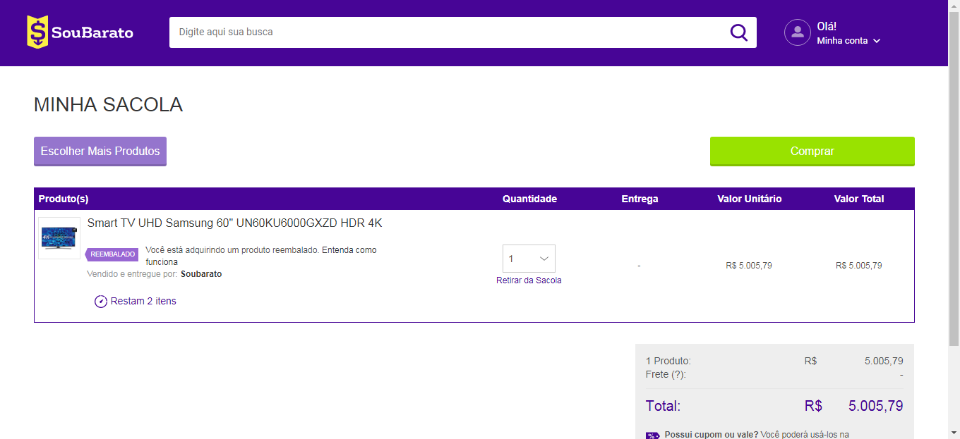 SouBarato
Digite aqui sua busca
Olá!
Minha conta
MINHA SACOLA
Escolher Mais Produtos
Comprar
Produto(s) Quantidade Entrega Valor Unitário Valor Total
Smart TV UHD Samsung 60" UN60KU6000GXZD HDR 4K
REEMBALADO Você está adquirindo um produto reembalado. Entenda como
funciona
Vendido e entregue por: Soubarato
Restam 2 itens
1
Retirar da Sacola
-
R$ 5.005,79
R$ 5.005,79
1 Produto: R$ 5.005,79
Frete (?): -
Total: R$ 5.005,79
Possui cupom ou vale? Você poderá usá-los na